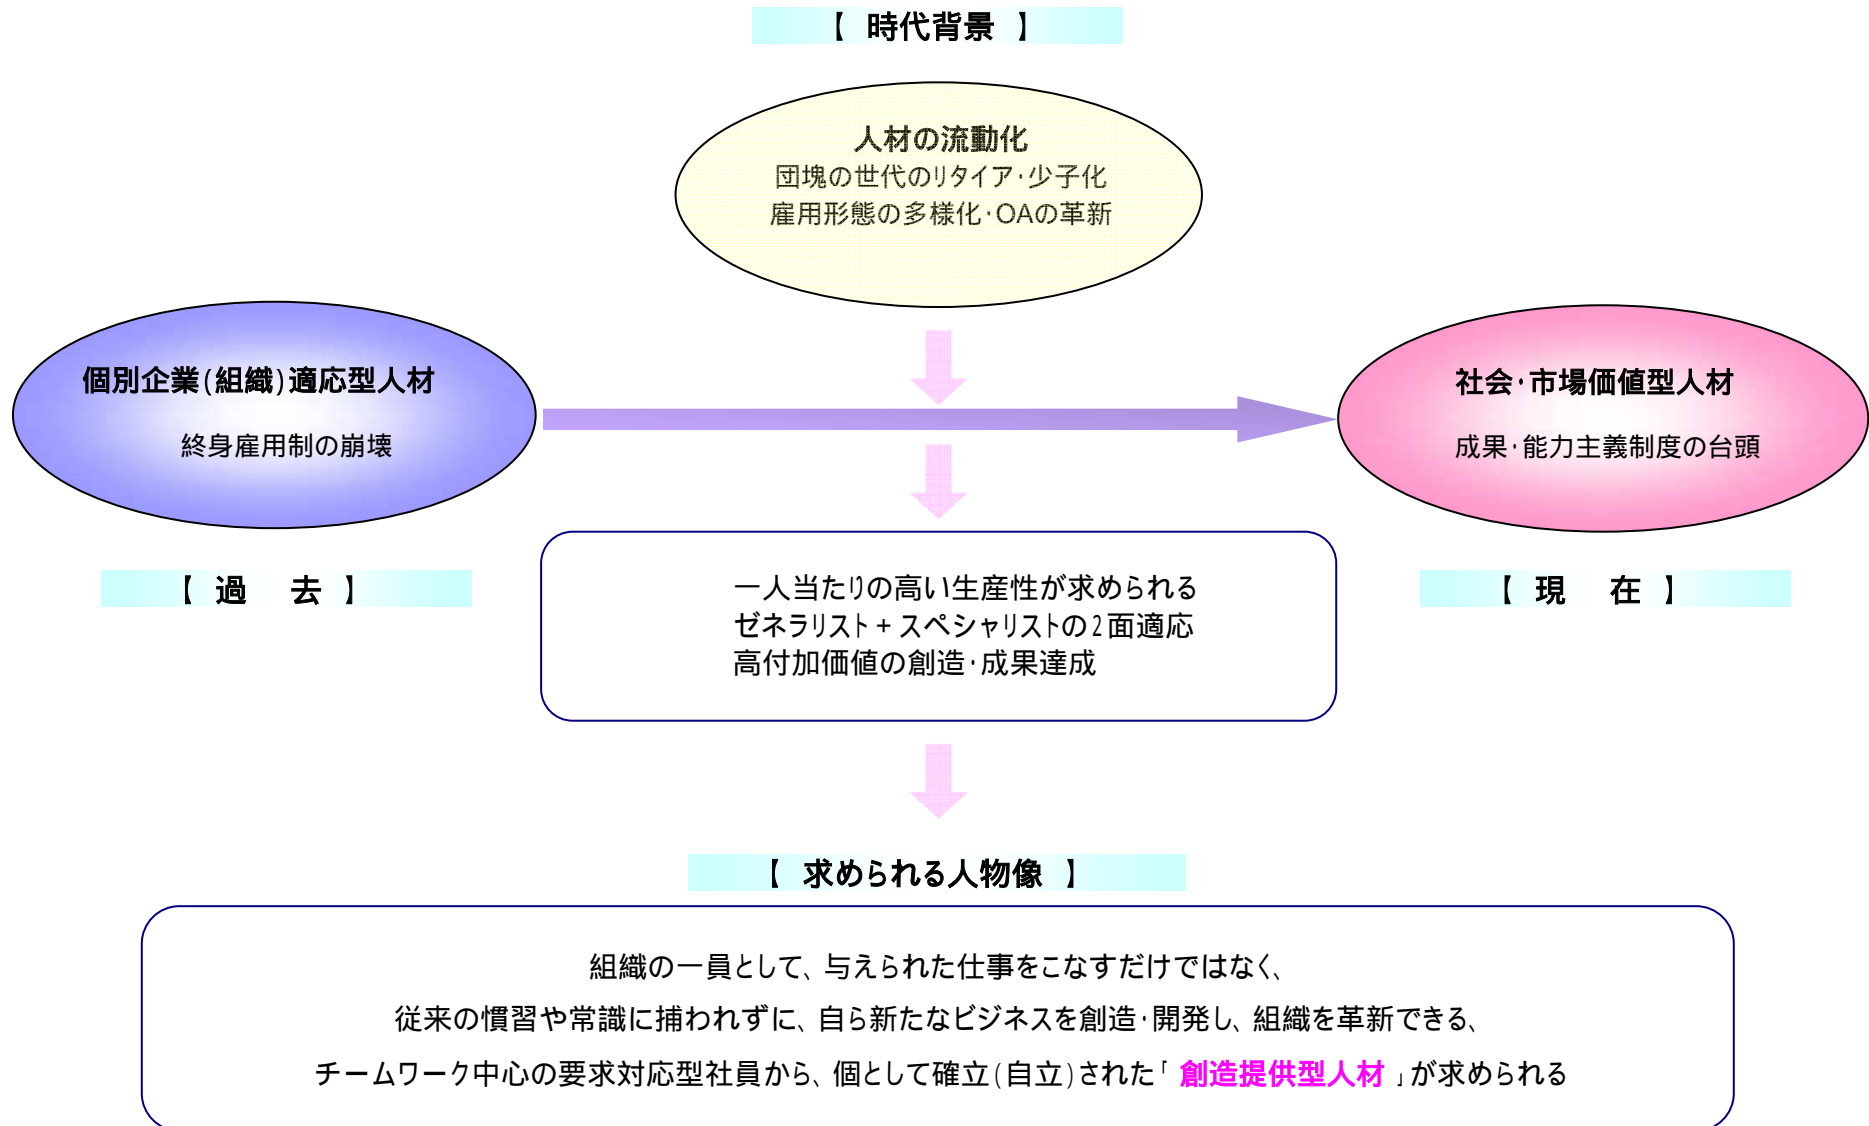 【 時代背景 】
人材の流動化
団塊の世代のリタイア・少子化
雇用形態の多様化・OAの革新
個別企業(組織)適応型人材
終身雇用制の崩壊
社会・市場価値型人材
成果・能力主義制度の台頭
【 過　去 】
【 現　在 】
一人当たりの高い生産性が求められる
ゼネラリスト+スペシャリストの2面適応
高付加価値の創造・成果達成
【 求められる人物像 】
組織の一員として、与えられた仕事をこなすだけではなく、
従来の慣習や常識に捕われずに、自ら新たなビジネスを創造・開発し、組織を革新できる、
チームワーク中心の要求対応型社員から、個として確立(自立)された「 創造提供型人材 」が求められる